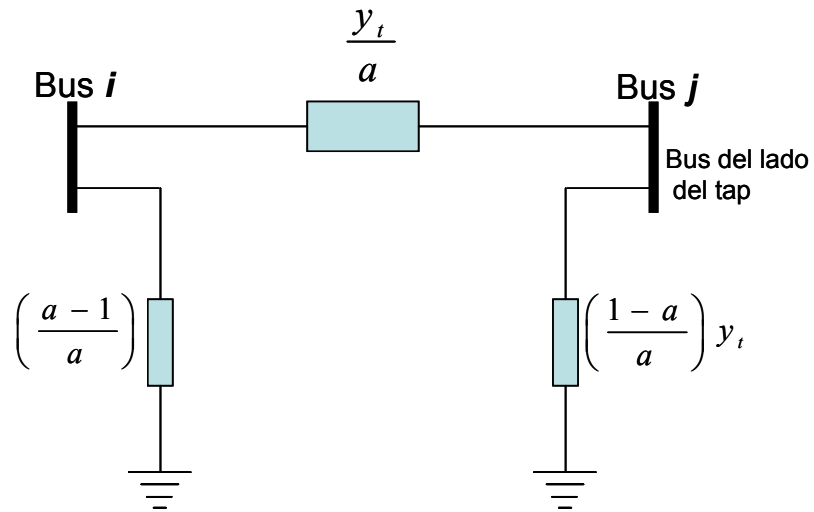 y_t / a
Bus i
Bus j
Bus del lado
del tap
( (a − 1) / a )
( (1 − a) / a ) y_t